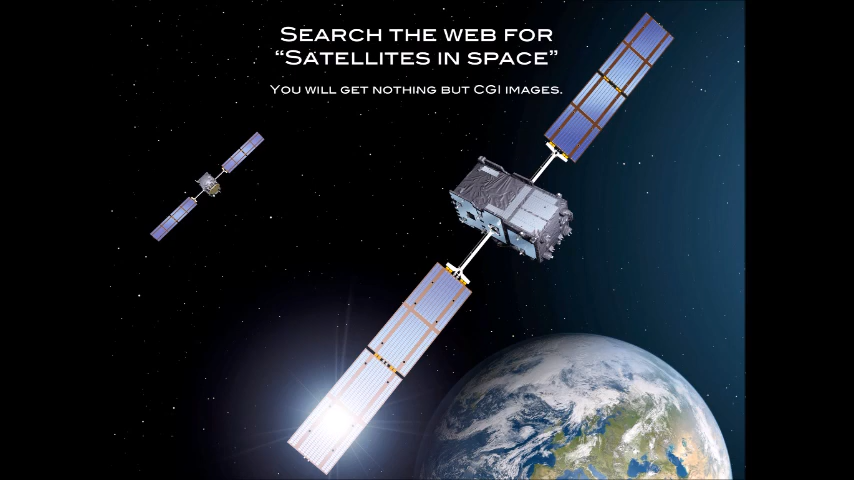 Search the web for
“Satellites in space”
You will get nothing but CGI images.